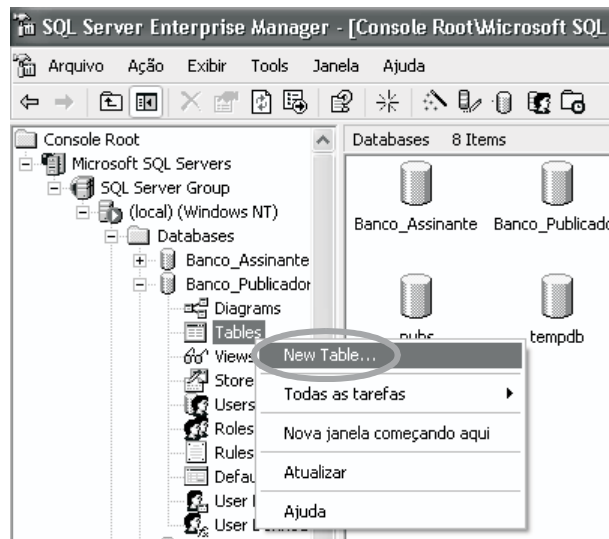 SQL Server Enterprise Manager - [Console Root\Microsoft SQL
Arquivo Ação Exibir Tools Janela Ajuda
Console Root
Microsoft SQL Servers
SQL Server Group
(local) (Windows NT)
Databases
Banco_Assinante
Banco_Publicador
Diagrams
Tables
Views
Store
Users
Roles
Rules
Defau
User
User
Databases 8 Items
Banco_Assinante Banco_Publicado
pubs tempdb
New Table...
Todas as tarefas
Nova janela começando aqui
Atualizar
Ajuda